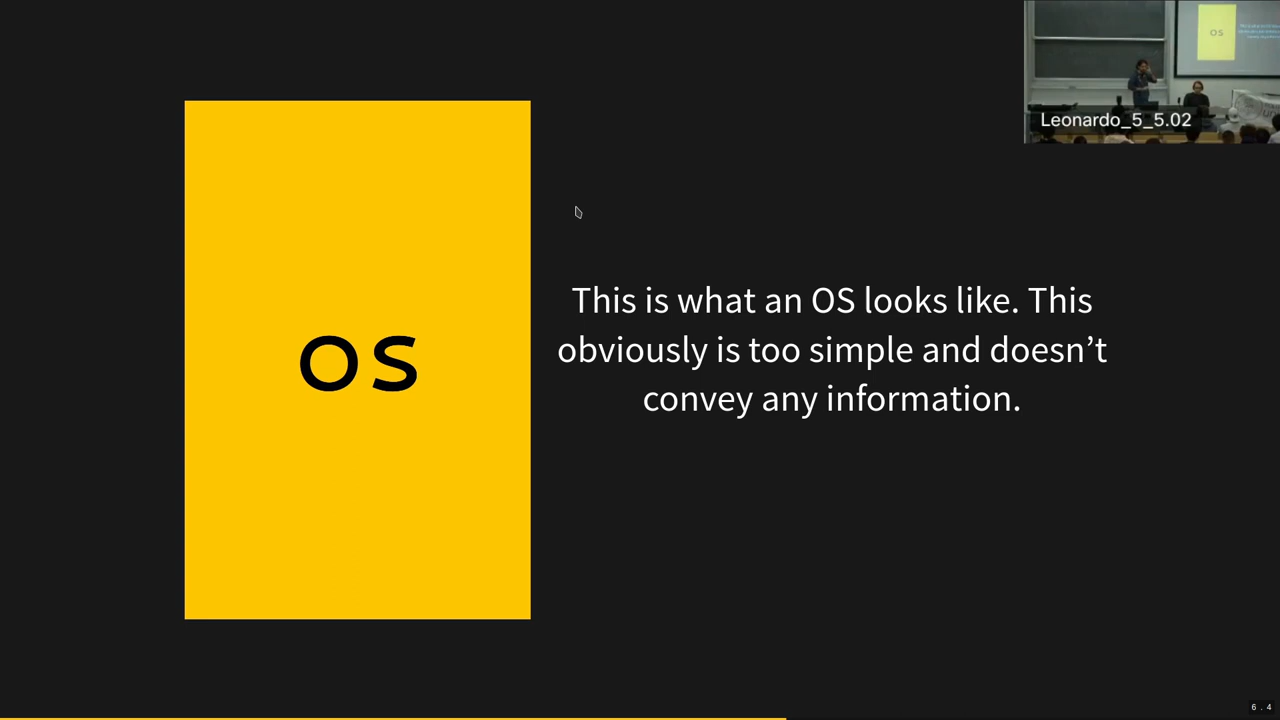 OS
Leonardo_5_5.02
OS
This is what an OS looks like. This
obviously is too simple and doesn’t
convey any information.
6.4